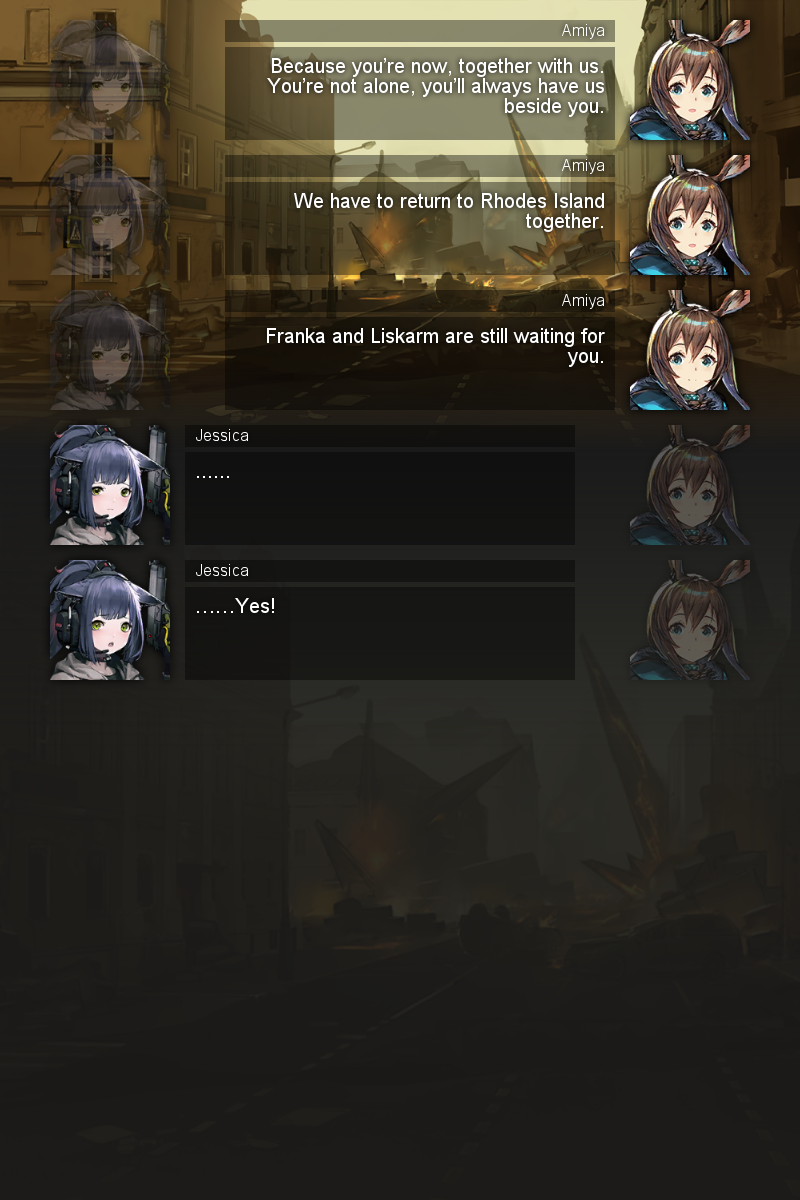 Amiya
Because you're now, together with us.
You're not alone, you'll always have us
beside you.
Amiya
We have to return to Rhodes Island
together.
Amiya
Franka and Liskarm are still waiting for
you.
Jessica
......
Jessica
......Yes!